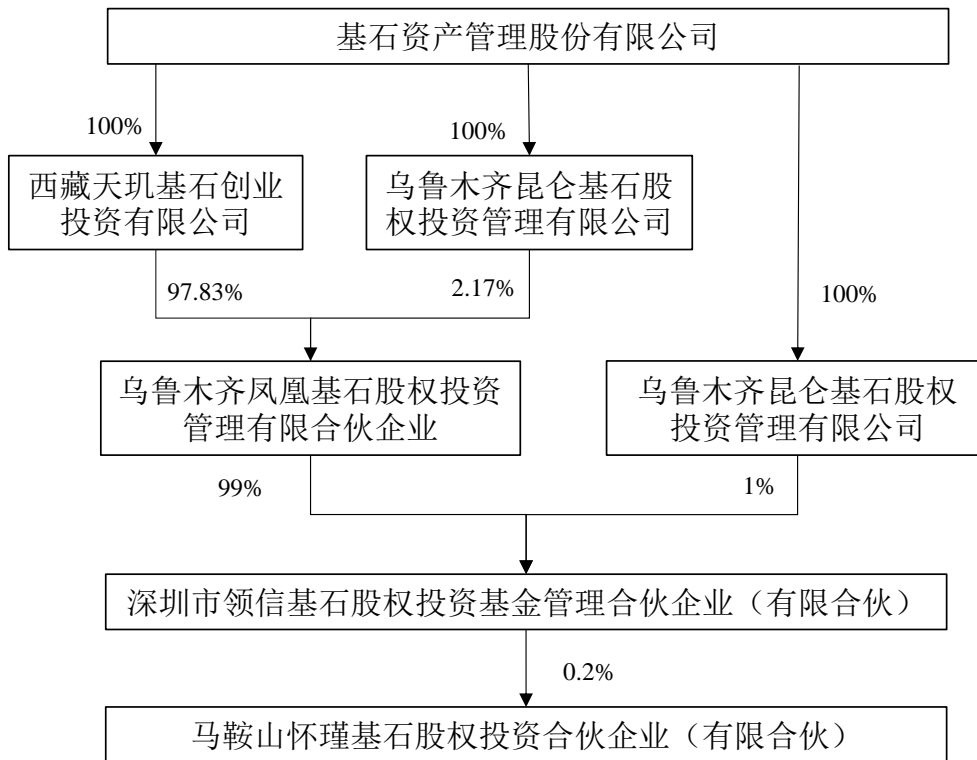 基石资产管理股份有限公司
100%
100%
西藏天玑基石创业
投资有限公司
乌鲁木齐昆仑基石股
权投资管理有限公司
97.83%
2.17%
100%
乌鲁木齐凤凰基石股权投资
管理有限合伙企业
乌鲁木齐昆仑基石股权
投资管理有限公司
99%
1%
深圳市领信基石股权投资基金管理合伙企业（有限合伙）
0.2%
马鞍山怀瑾基石股权投资合伙企业（有限合伙）